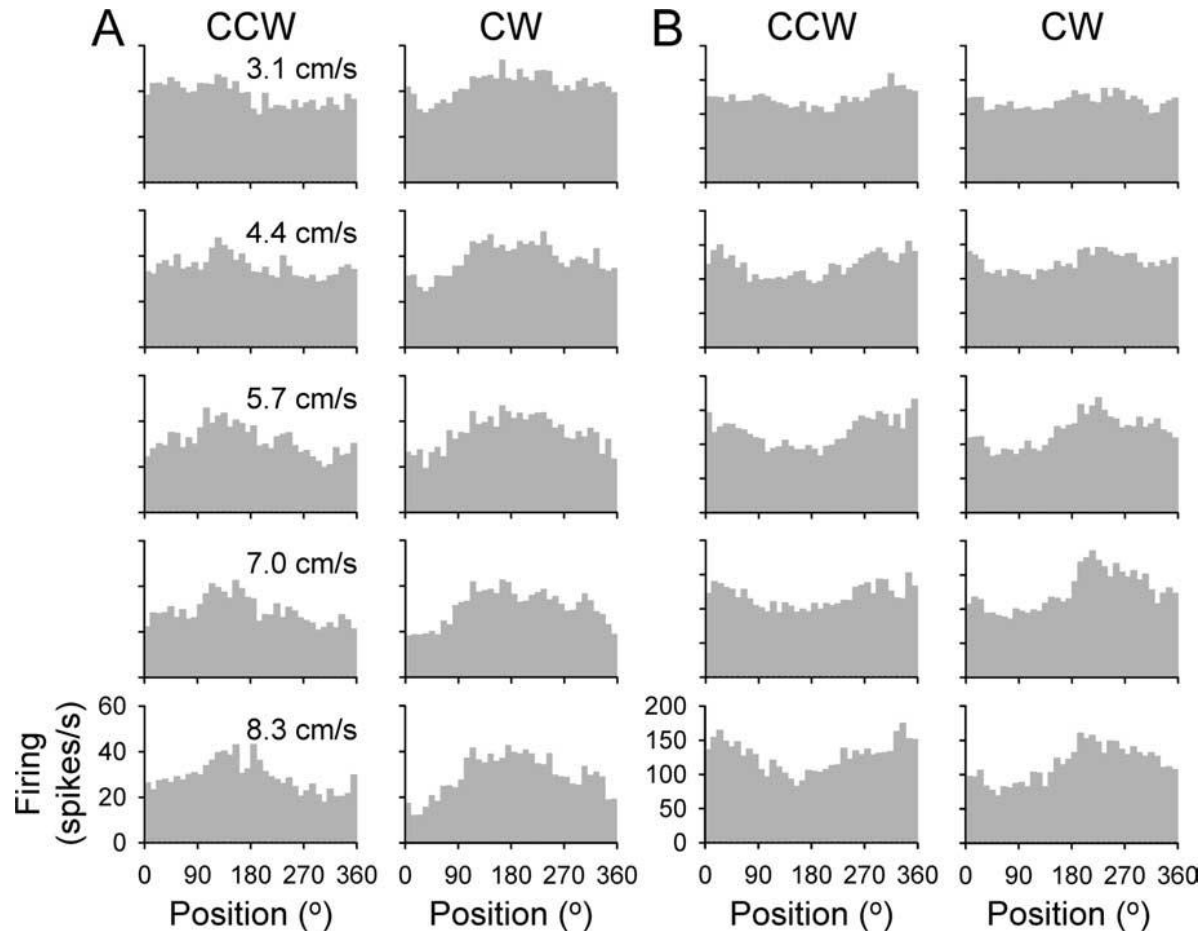 A CCW CW B CCW CW
3.1 cm/s
4.4 cm/s
5.7 cm/s
7.0 cm/s
8.3 cm/s
Firing
(spikes/s)
60
40
20
0
200
150
100
50
0
0 90 180 270 360 0 90 180 270 360 0 90 180 270 360 0 90 180 270 360
Position (º) Position (º) Position (º) Position (º)